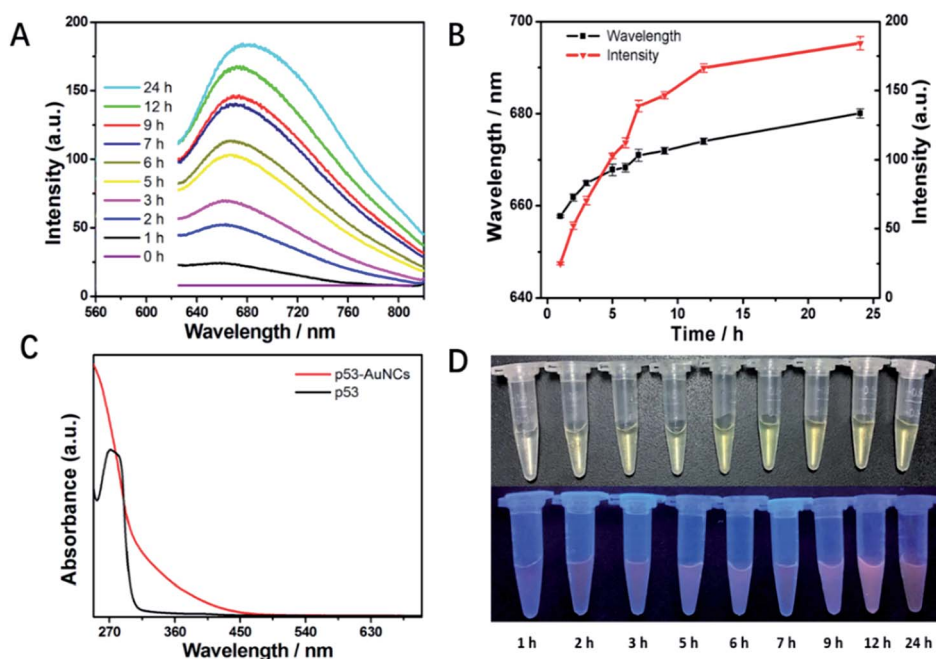 A
200
150
100
50
0
Intensity (a.u.)
24 h
12 h
9 h
7 h
6 h
5 h
3 h
2 h
1 h
0 h
560 600 640 680 720 760 800
Wavelength / nm
B
700
680
660
640
Wavelength / nm
Wavelength
Intensity
200
150
100
50
0
Intensity (a.u.)
0 5 10 15 20 25
Time / h
C
Absorbance (a.u.)
p53-AuNCs
p53
270 360 450 540 630
Wavelength / nm
D
1 h 2 h 3 h 5 h 6 h 7 h 9 h 12 h 24 h